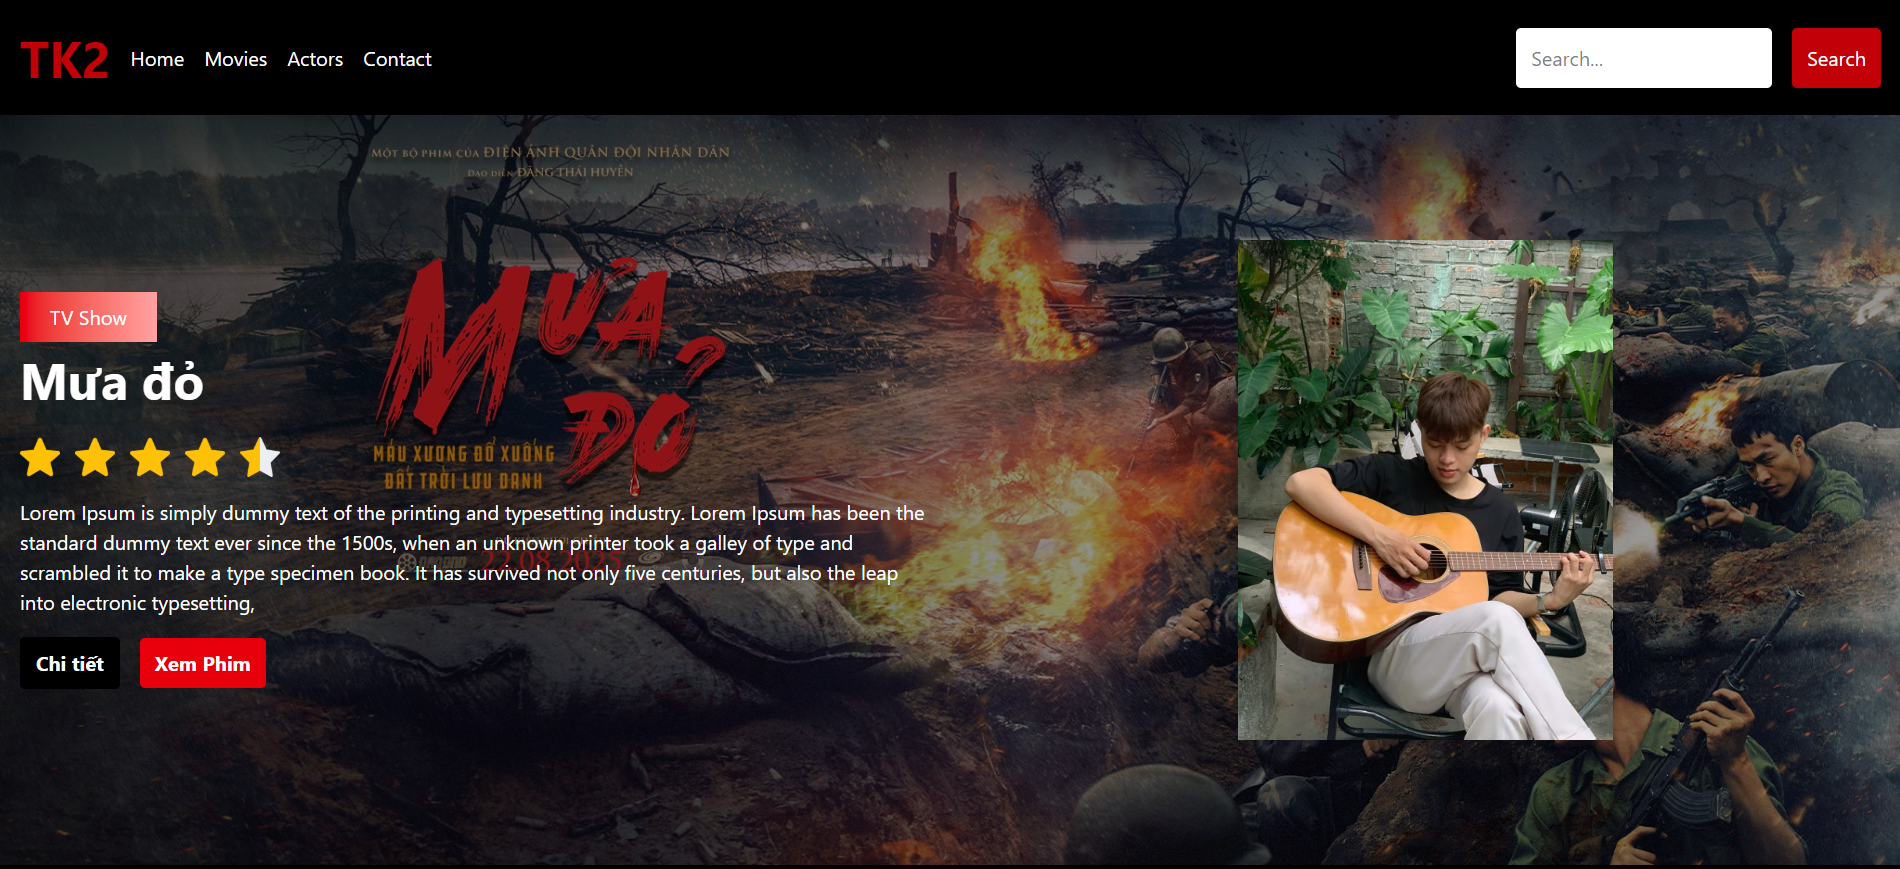 TK2 Home Movies Actors Contact Search... Search
MỘT BỘ PHIM CỦA ĐIỆN ẢNH QUÂN ĐỘI NHÂN DÂN
ĐẠO DIỄN ĐẶNG THÁI HUYỀN
MƯA
ĐỎ
MÁU XƯƠNG ĐỔ XUỐNG
ĐẤT TRỜI LƯU DANH
TV Show
Mưa đỏ
Lorem Ipsum is simply dummy text of the printing and typesetting industry. Lorem Ipsum has been the
standard dummy text ever since the 1500s, when an unknown printer took a galley of type and
scrambled it to make a type specimen book. It has survived not only five centuries, but also the leap
into electronic typesetting,
22.08.2025
Chi tiết Xem Phim